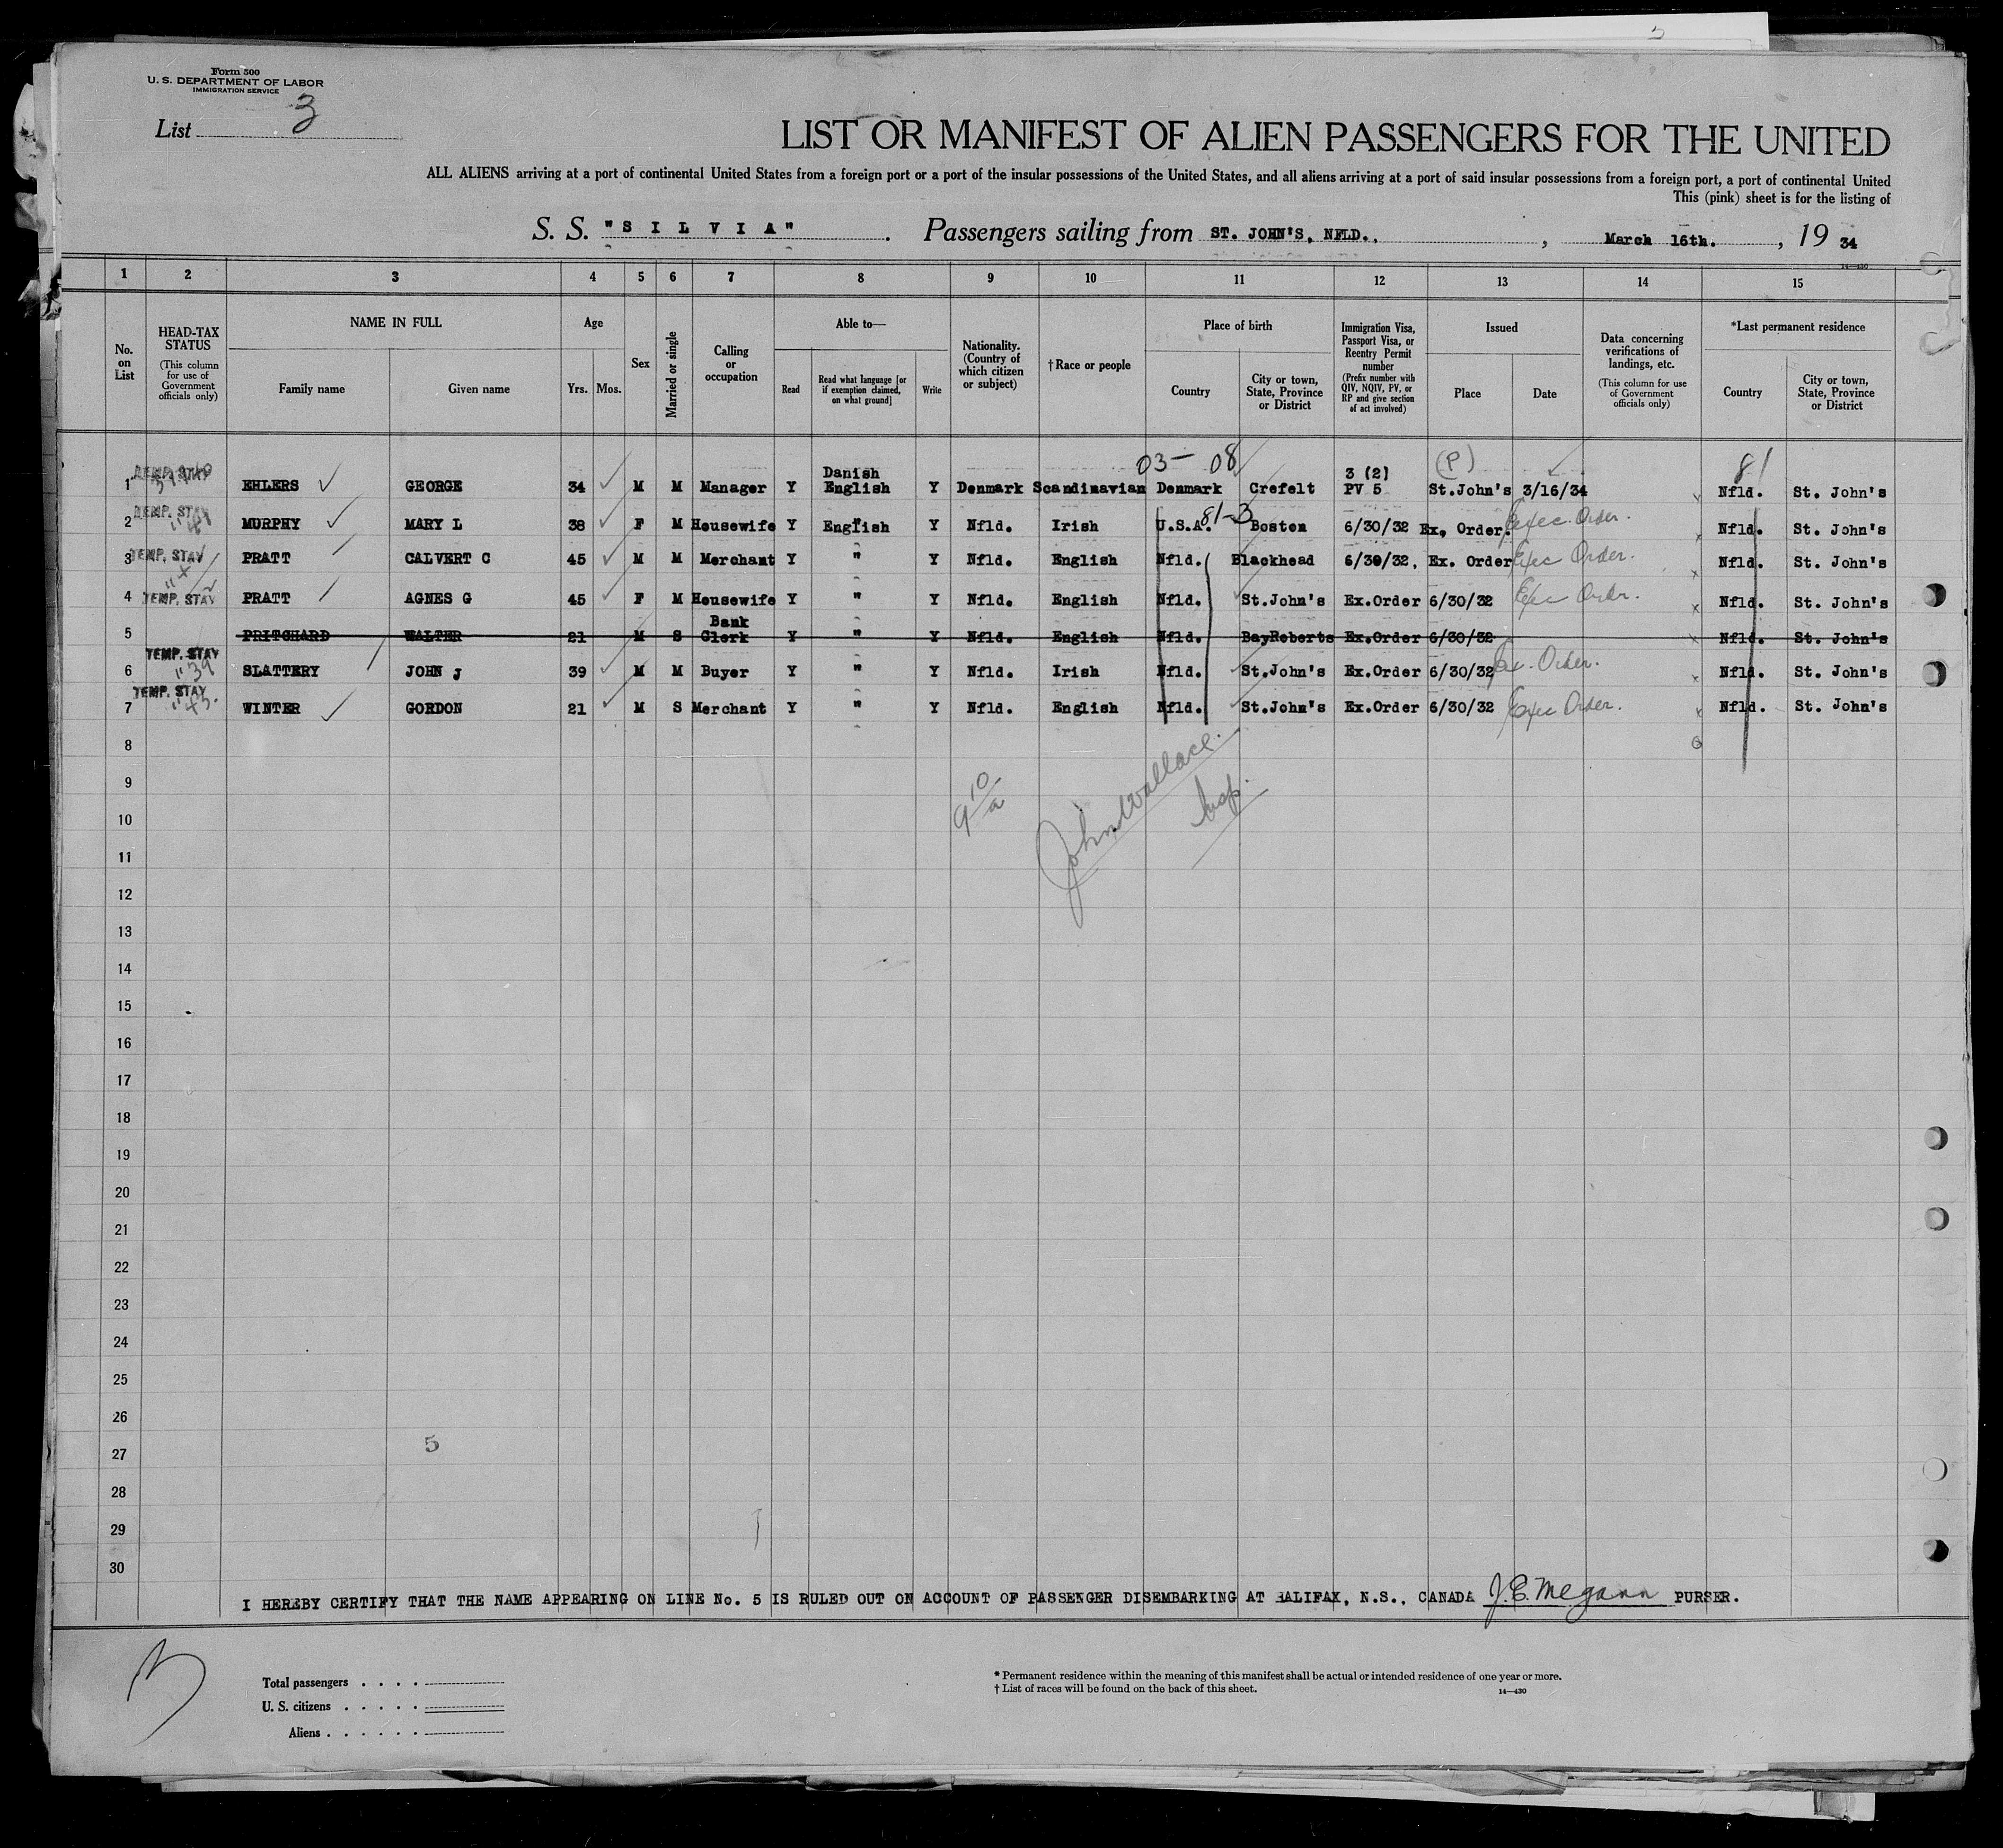 Form 500
U. S. DEPARTMENT OF LABOR
IMMIGRATION SERVICE
List 3
LIST OR MANIFEST OF ALIEN PASSENGERS FOR THE UNITED
ALL ALIENS arriving at a port of continental United States from a foreign port or a port of the insular possessions of the United States, and all aliens arriving at a port of said insular possessions from a foreign port, a port of continental United
This (pink) sheet is for the listing of
S. S. "S I L V I A". Passengers sailing from ST. JOHN'S, NFLD., , March 16th. , 19 34
14—430
1 2 3 4 5 6 7 8 9 10 11 12 13 14 15
No. on List
HEAD-TAX STATUS
(This column for use of Government officials only)
NAME IN FULL
Family name
Given name
Age
Yrs.
Mos.
Sex
Married or single
Calling or occupation
Able to—
Read
Read what language [or if exemption claimed, on what ground]
Write
Nationality. (Country of which citizen or subject)
† Race or people
Place of birth
Country
City or town, State, Province or District
Immigration Visa, Passport Visa, or Reentry Permit number
(Prefix number with QIV, NQIV, PV, or RP and give section of act involved)
Issued
Place
Date
Data concerning verifications of landings, etc.
(This column for use of Government officials only)
*Last permanent residence
Country
City or town, State, Province or District
03— 08 (P) 81
Danish 3 (2)
1 EHLERS GEORGE 34 M M Manager Y English Y Denmark Scandinavian Denmark Crefelt PV 5 St.John's 3/16/34 Nfld. St. John's
TEMP. STAY
2 MURPHY MARY L 38 F M Housewife Y English Y Nfld. Irish U.S.A. 81-3 Boston 6/30/32 Ex. Order. Exec. Order. Nfld. St. John's
TEMP. STAY
3 PRATT CALVERT C 45 M M Merchant Y " Y Nfld. English Nfld. Blackhead 6/30/32, Ex. Order Exec Order. Nfld. St. John's
TEMP. STAY
4 PRATT AGNES G 45 F M Housewife Y " Y Nfld. English Nfld. St.John's Ex.Order 6/30/32 Exec Order. Nfld. St. John's
5 PRITCHARD WALTER 21 M S Bank Clerk Y " Y Nfld. English Nfld. BayRoberts Ex.Order 6/30/32 Nfld. St. John's
TEMP. STAY
" 39
6 SLATTERY JOHN J 39 M M Buyer Y " Y Nfld. Irish Nfld. St.John's Ex.Order 6/30/32 Ex. Order. Nfld. St. John's
TEMP. STAY
" 43.
7 WINTER GORDON 21 M S Merchant Y " Y Nfld. English Nfld. St.John's Ex.Order 6/30/32 Exec Order. Nfld. St. John's
8
9
9 10/a
John Wallace.
Insp.
10
11
12
13
14
15
16
17
18
19
20
21
22
23
24
25
26
5
27
28
29
30
I HEREBY CERTIFY THAT THE NAME APPEARING ON LINE No. 5 IS RULED OUT ON ACCOUNT OF PASSENGER DISEMBARKING AT HALIFAX, N.S., CANADA J.E. Megann PURSER.
Total passengers . . . .
U. S. citizens . . . . .
Aliens . . . . . .
* Permanent residence within the meaning of this manifest shall be actual or intended residence of one year or more.
† List of races will be found on the back of this sheet.
14—430